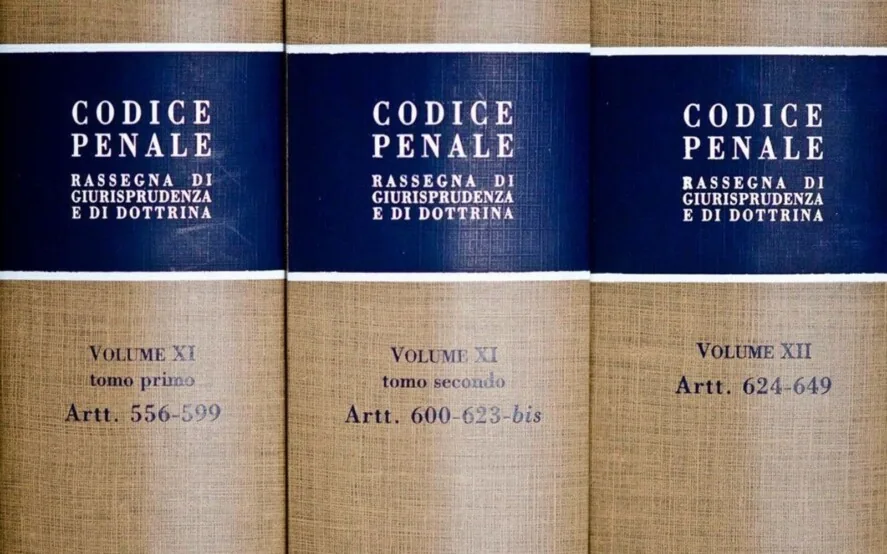 CODICE
PENALE
RASSEGNA DI
GIURISPRUDENZA
E DI DOTTRINA
VOLUME XI
tomo primo
Artt. 556-599
CODICE
PENALE
RASSEGNA DI
GIURISPRUDENZA
E DI DOTTRINA
VOLUME XI
tomo secondo
Artt. 600-623-bis
CODICE
PENALE
RASSEGNA DI
GIURISPRUDENZA
E DI DOTTRINA
VOLUME XII
Artt. 624-649